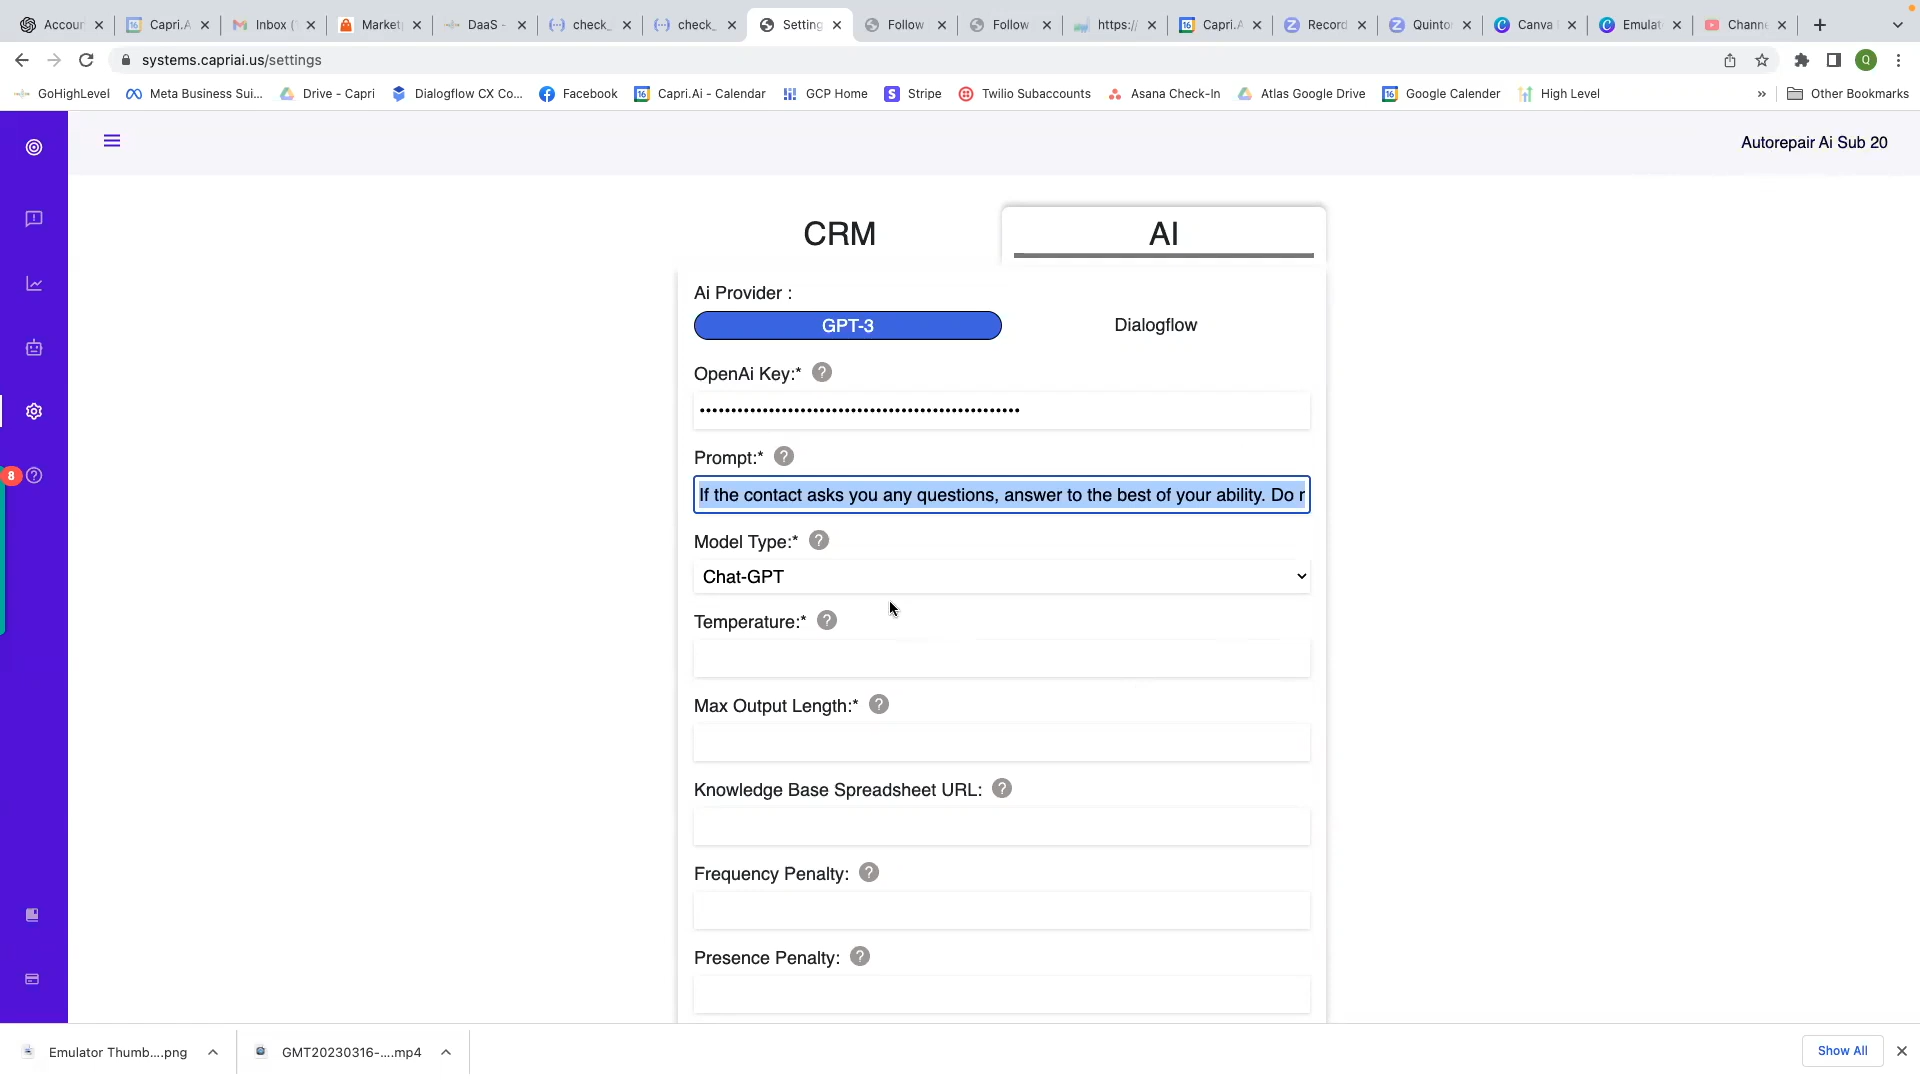 Accour Capri.A Inbox ( Market DaaS - check_ check_ Setting Follow Follow https:// Capri.A Record Quinto Canva Emulat Channe
systems.capriai.us/settings Q
GoHighLevel Meta Business Sui... Drive - Capri Dialogflow CX Co... Facebook Capri.Ai - Calendar GCP Home Stripe Twilio Subaccounts Asana Check-In Atlas Google Drive Google Calender High Level » Other Bookmarks
Autorepair Ai Sub 20
CRM AI
Ai Provider :
GPT-3 Dialogflow
OpenAi Key:* ?
Prompt:* ?
8
If the contact asks you any questions, answer to the best of your ability. Do
Model Type:* ?
Chat-GPT
Temperature:* ?
Max Output Length:* ?
Knowledge Base Spreadsheet URL: ?
Frequency Penalty: ?
Presence Penalty: ?
Emulator Thumb....png GMT20230316-....mp4 Show All